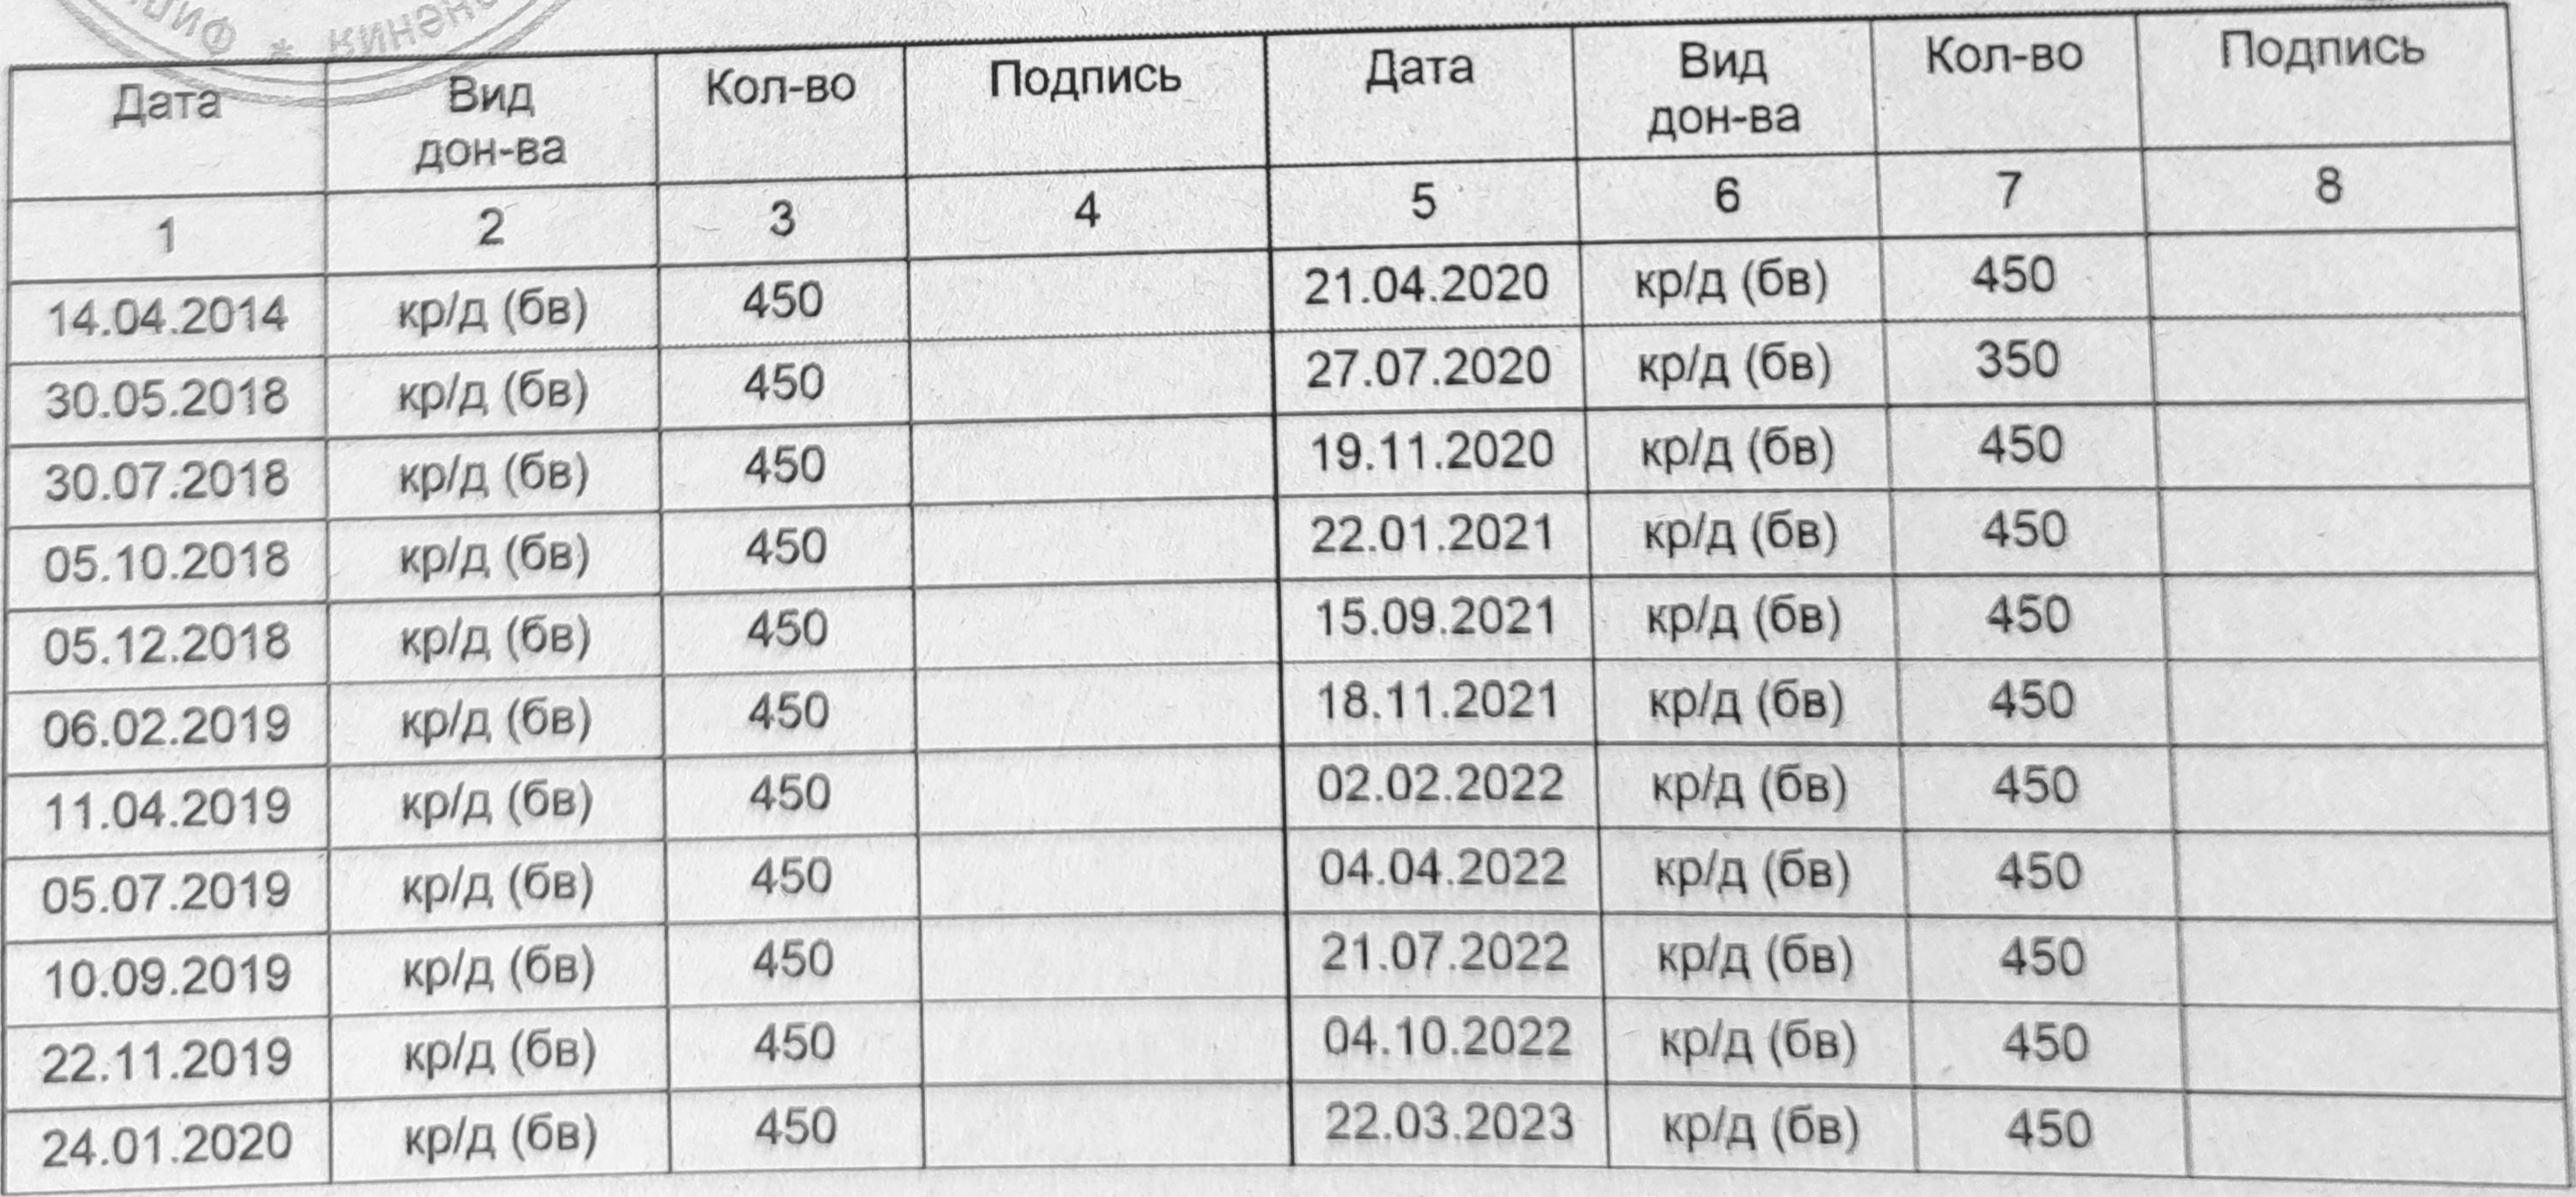 Дата Вид дон-ва Кол-во Подпись Дата Вид дон-ва Кол-во Подпись
1 2 3 4 5 6 7 8
14.04.2014 кр/д (бв) 450 21.04.2020 кр/д (бв) 450
30.05.2018 кр/д (бв) 450 27.07.2020 кр/д (бв) 350
30.07.2018 кр/д (бв) 450 19.11.2020 кр/д (бв) 450
05.10.2018 кр/д (бв) 450 22.01.2021 кр/д (бв) 450
05.12.2018 кр/д (бв) 450 15.09.2021 кр/д (бв) 450
06.02.2019 кр/д (бв) 450 18.11.2021 кр/д (бв) 450
11.04.2019 кр/д (бв) 450 02.02.2022 кр/д (бв) 450
05.07.2019 кр/д (бв) 450 04.04.2022 кр/д (бв) 450
10.09.2019 кр/д (бв) 450 21.07.2022 кр/д (бв) 450
22.11.2019 кр/д (бв) 450 04.10.2022 кр/д (бв) 450
24.01.2020 кр/д (бв) 450 22.03.2023 кр/д (бв) 450